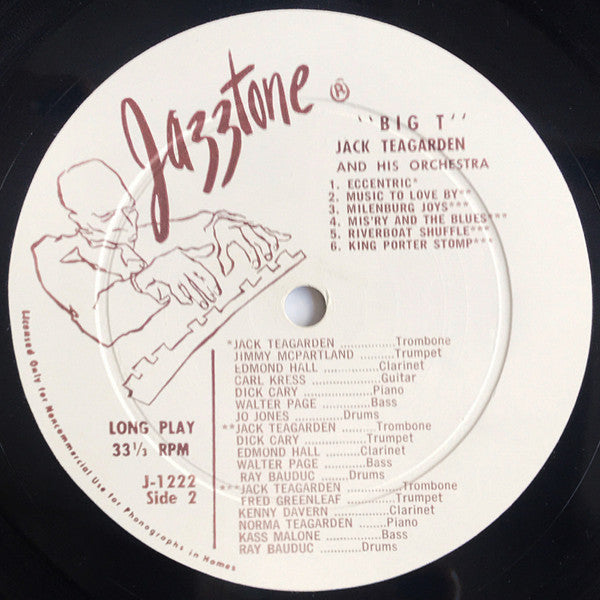 Jazztone ®
"BIG T"
JACK TEAGARDEN
AND HIS ORCHESTRA
1. ECCENTRIC*
2. MUSIC TO LOVE BY**
3. MILENBURG JOYS***
4. MIS'RY AND THE BLUES***
5. RIVERBOAT SHUFFLE***
6. KING PORTER STOMP***
*JACK TEAGARDEN ..............Trombone
JIMMY MCPARTLAND .........Trumpet
EDMOND HALL ..................Clarinet
CARL KRESS ..................Guitar
DICK CARY ..................Piano
WALTER PAGE .............Bass
JO JONES ................Drums
**JACK TEAGARDEN ...........Trombone
DICK CARY ..................Trumpet
EDMOND HALL .............Clarinet
WALTER PAGE .............Bass
RAY BAUDUC .........Drums
***JACK TEAGARDEN ............Trombone
FRED GREENLEAF ............Trumpet
KENNY DAVERN .............Clarinet
NORMA TEAGARDEN ......Piano
KASS MALONE ........Bass
RAY BAUDUC ..........Drums
LONG PLAY
33⅓ RPM
J-1222
Side 2
Licensed Only for Noncommercial Use for Phonographs in Homes